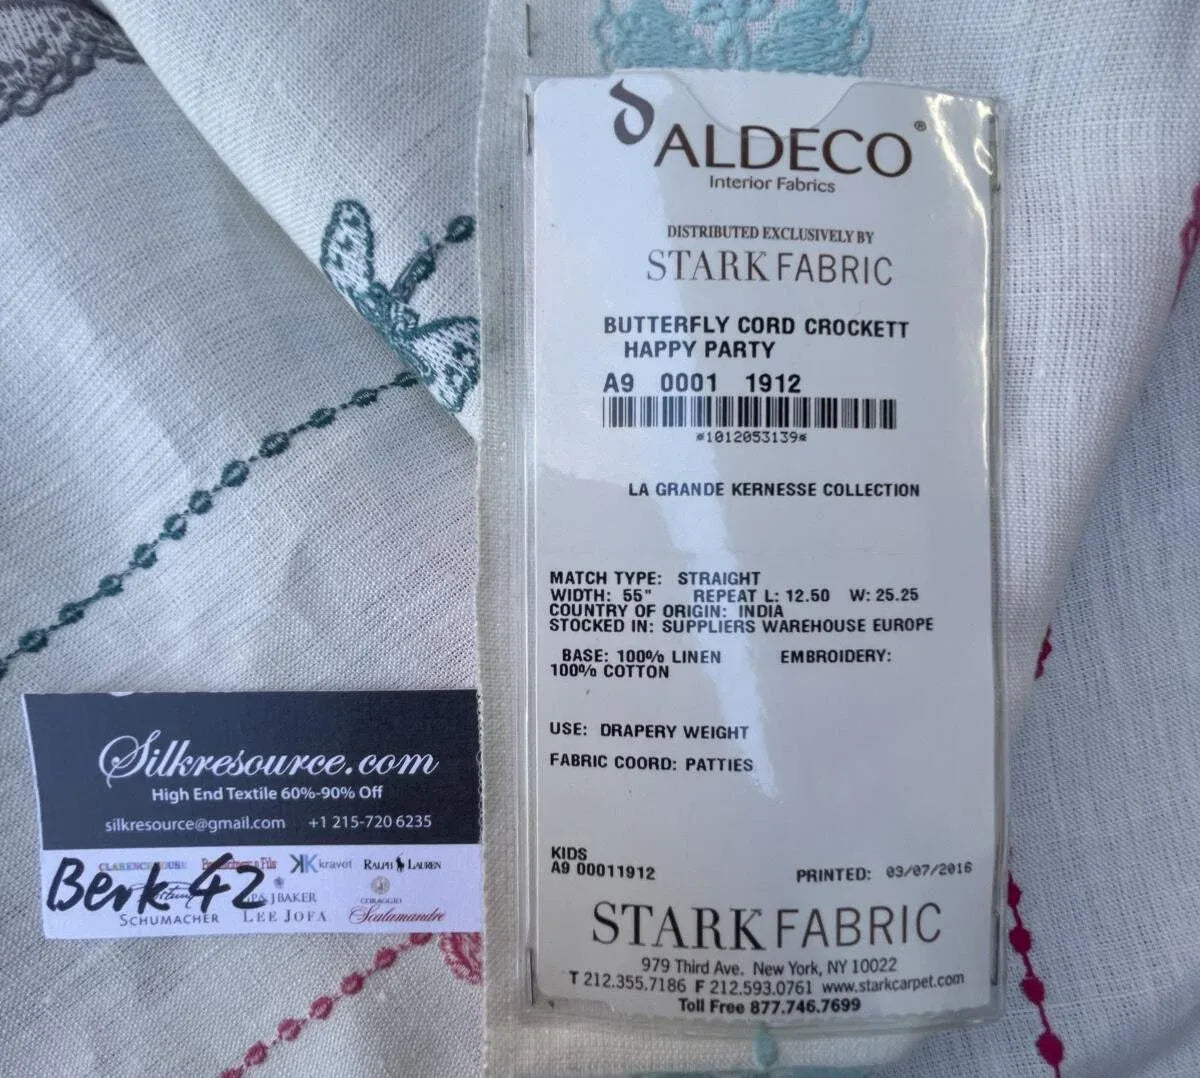 ALDECO®
Interior Fabrics
DISTRIBUTED EXCLUSIVELY BY
STARK FABRIC
BUTTERFLY CORD CROCKETT
HAPPY PARTY
A9 0001 1912
*1012053139*
LA GRANDE KERNESSE COLLECTION
MATCH TYPE: STRAIGHT
WIDTH: 55" REPEAT L: 12.50 W: 25.25
COUNTRY OF ORIGIN: INDIA
STOCKED IN: SUPPLIERS WAREHOUSE EUROPE
BASE: 100% LINEN EMBROIDERY:
100% COTTON
USE: DRAPERY WEIGHT
FABRIC COORD: PATTIES
KIDS
A9 00011912 PRINTED: 03/07/2016
STARK FABRIC
979 Third Ave. New York, NY 10022
T 212.355.7186 F 212.593.0761 www.starkcarpet.com
Toll Free 877.746.7699
Silkresource.com
High End Textile 60%-90% Off
silkresource@gmail.com +1 215-720 6235
CLARENCE HOUSE & Fils kravet RALPH LAUREN
Berk 42
BAKER CORAGGIO
SCHUMACHER LEE JOFA Scalamandre